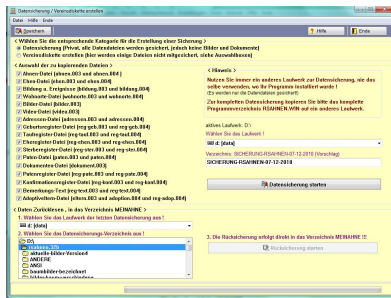 Datensicherung / Vereinsdiskette erstellen
Datei Hilfe Ende
Speichern
Hilfe
Ende
< Wählen Sie die entsprechende Kategorie für die Erstellung einer Sicherung >
Datensicherung (Privat, alle Datendateien werden gesichert, jedoch keine Bilder und Dokumente)
Vereinsdiskette erstellen (hier werden einige Dateien nicht mitgesichert, siehe Auswahlboxen)
< Auswahl der zu kopierenden Dateien >
Ahnen-Datei [ahnen.003 und ahnen.004 ]
Ehen-Datei [ehen.003 und ehen.004]
Bildung u. Ereignisse [bildung.003 und bildung.004]
Wohnorte-Datei [wohnorte.003 und wohnorte.004]
Bilder-Datei [bilder.003]
Video-Datei [video.003]
Adressen-Datei [adressen.003 und adressen.004]
Geburtsregister-Datei [reg-geb.003 und reg-geb.004]
Taufregister-Datei [reg-tau.003 und reg-tau.004]
Eheregister-Datei [reg-ehe.003 und reg-ehe.004]
Sterberegister-Datei [reg-ster.003 und reg-ster.004]
Paten-Datei [paten.003 und paten.004]
Dokumenten-Datei [dokument.003]
Patenregister-Datei [reg-pate.003 und reg-pate.004]
Konfirmationsregister-Datei [reg-konf.003 und reg-konf.004]
Bemerkungs-Text [reg-text.003 und reg-text.004]
Adoptiveltern-Datei [eltern.003 und adoption.004 und reg-adop.004]
< Hinweis >
Nutzen Sie immer ein anderes Laufwerk zur Datensicherung, nie das
selbe verwenden, wo Ihr Programm installiert wurde !
(Es werden nur die Datendateien gesichert)
Zur kompletten Datensicherung kopieren Sie bitte das komplette
Programmverzeichnis RSAHNEN.WIN auf ein anderes Laufwerk.
aktives Laufwerk: D:\
Wählen Sie das Laufwerk !
d: [data]
Verzeichnis: SICHERUNG-RSAHNEN-07-12-2010 (Vorschlag)
SICHERUNG-RSAHNEN-07-12-2010
Datensicherung starten
< Daten Zurücklesen.. in das Verzeichnis MEINAHNE >
1. Wählen Sie das Laufwerk der letzten Datensicherung aus !
d: [data]
2. Wählen Sie das Datensicherungs-Verzeichnis aus !
D:\
aktuelle-bilder-Version4
ANDERE
ANSI
baumbilder-bezeichnet
3. Die Rücksicherung erfolgt direkt in das Verzeichnis MEINAHNE !!!
Rücksicherung starten